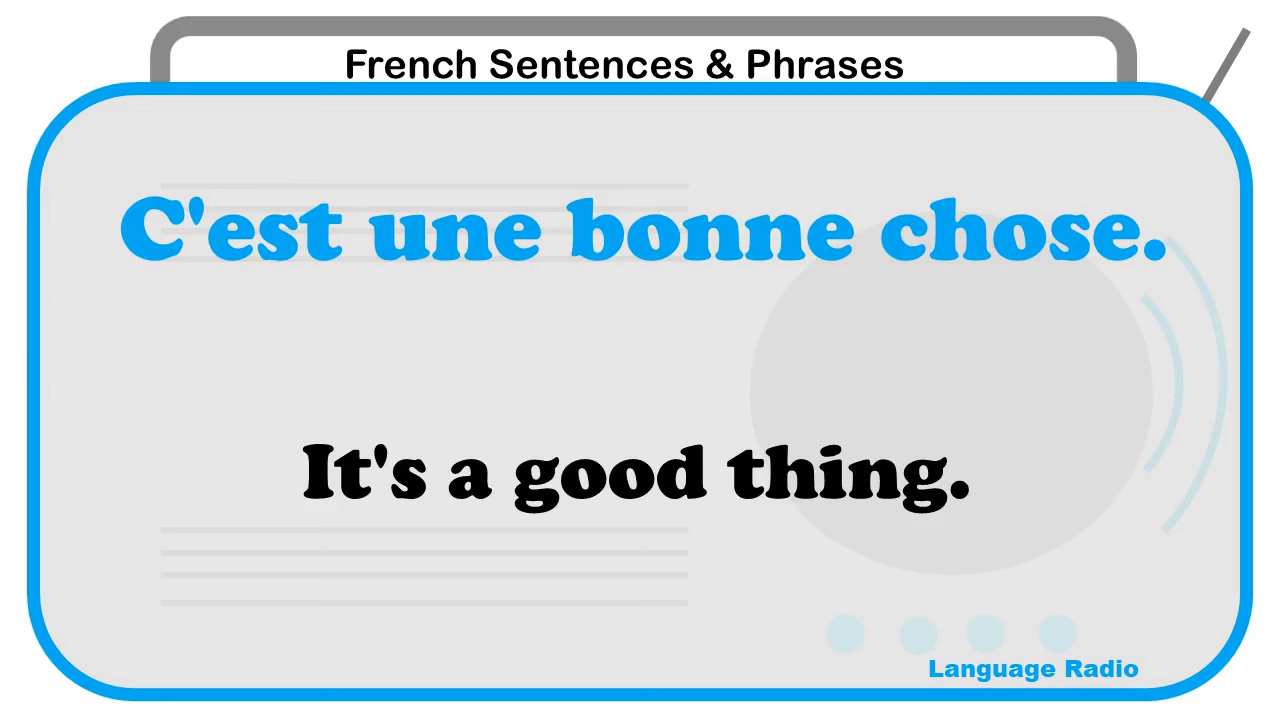 French Sentences & Phrases
C'est une bonne chose.
It's a good thing.
Language Radio